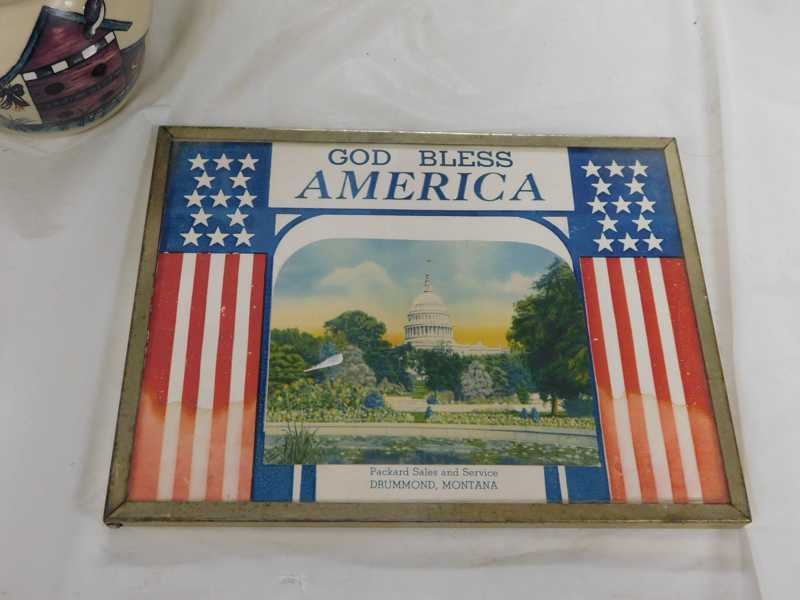 GOD BLESS
AMERICA
Packard Sales and Service
DRUMMOND, MONTANA